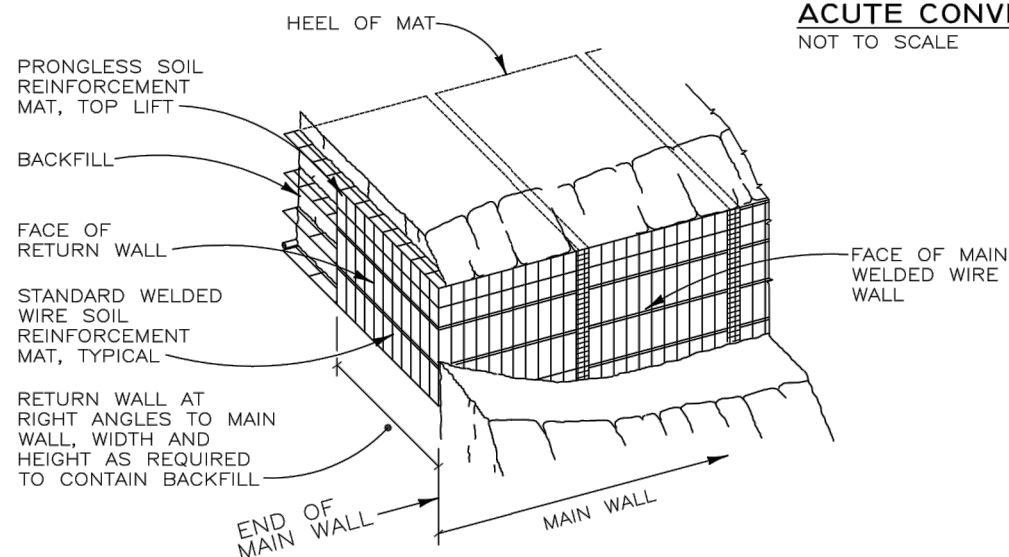 HEEL OF MAT
NOT TO SCALE
PRONGLESS SOIL
REINFORCEMENT
MAT, TOP LIFT
BACKFILL
FACE OF
RETURN WALL
STANDARD WELDED
WIRE SOIL
REINFORCEMENT
MAT, TYPICAL
RETURN WALL AT
RIGHT ANGLES TO MAIN
WALL, WIDTH AND
HEIGHT AS REQUIRED
TO CONTAIN BACKFILL
FACE OF MAIN
WELDED WIRE
WALL
END OF
MAIN WALL
MAIN WALL
ACUTE